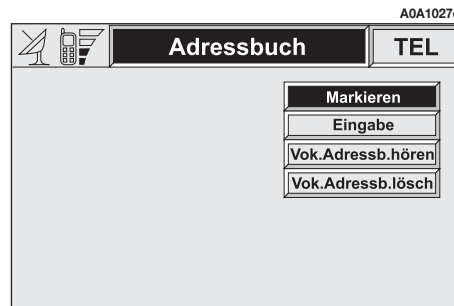 A0A1027
Adressbuch TEL
Markieren
Eingabe
Vok.Adressb.hören
Vok.Adressb.lösch